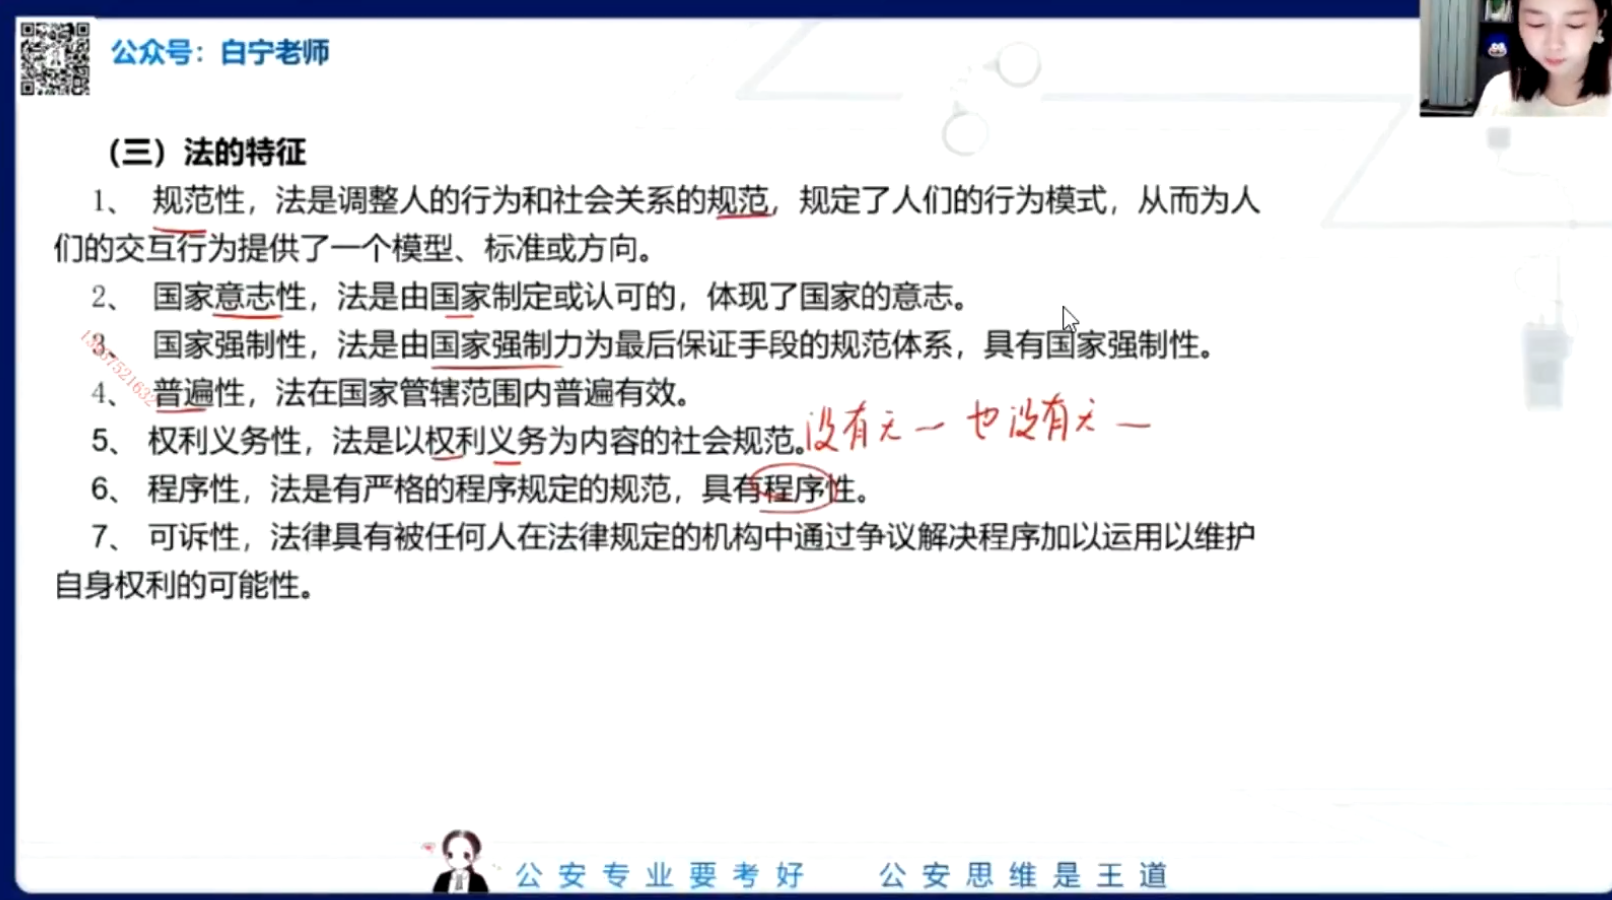 公众号：白宁老师
（三）法的特征
1、 规范性，法是调整人的行为和社会关系的规范，规定了人们的行为模式，从而为人
们的交互行为提供了一个模型、标准或方向。
2、 国家意志性，法是由国家制定或认可的，体现了国家的意志。
3、 国家强制性，法是由国家强制力为最后保证手段的规范体系，具有国家强制性。
4、 普遍性，法在国家管辖范围内普遍有效。
5、 权利义务性，法是以权利义务为内容的社会规范。
没有无一也没有无一
6、 程序性，法是有严格的程序规定的规范，具有程序性。
7、 可诉性，法律具有被任何人在法律规定的机构中通过争议解决程序加以运用以维护
自身权利的可能性。
公安专业要考好 公安思维是王道